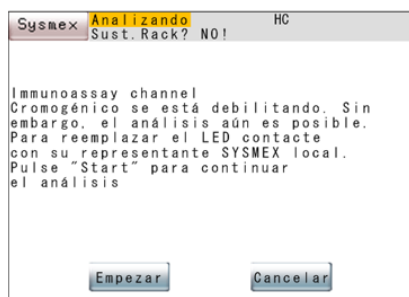 Sysmex Analizando HC
Sust.Rack? NO!
Immunoassay channel
Cromogénico se está debilitando. Sin
embargo, el análisis aún es posible.
Para reemplazar el LED contacte
con su representante SYSMEX local.
Pulse "Start" para continuar
el análisis
Empezar Cancelar